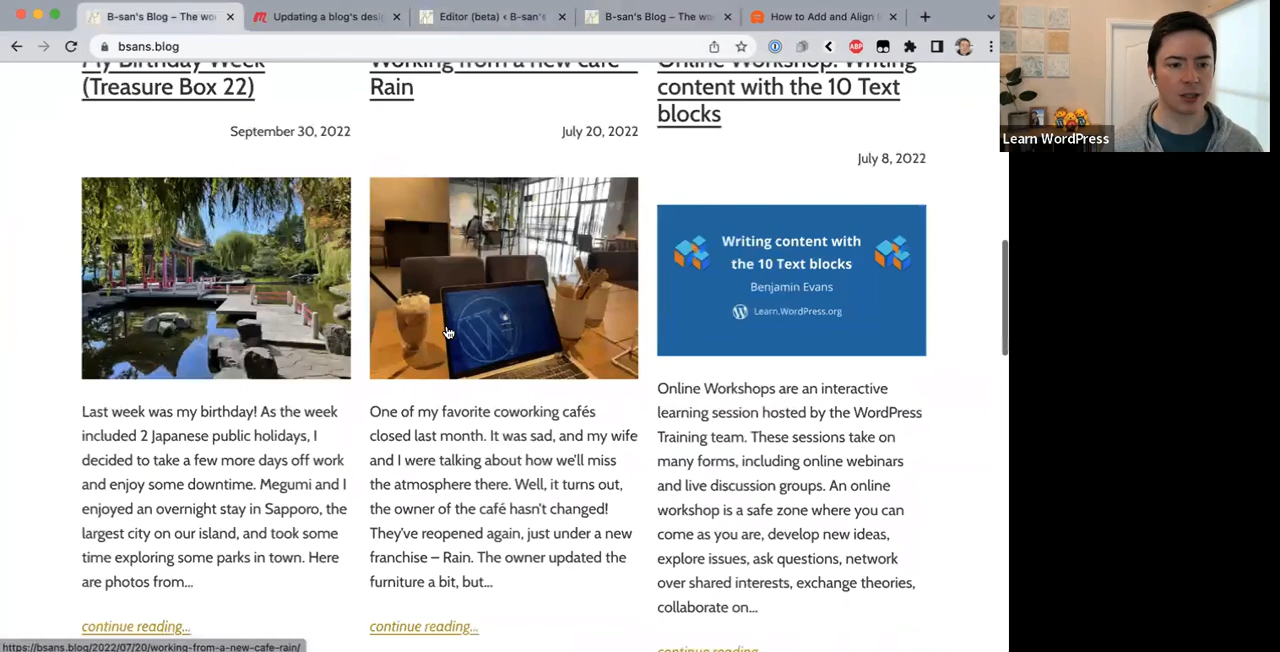 B-san's Blog – The wo
Updating a blog's desi
Editor (beta) ‹ B-san's
B-san's Blog – The wo
How to Add and Align
bsans.blog
ABP
My Birthday Week
(Treasure Box 22)
September 30, 2022
Last week was my birthday! As the week
included 2 Japanese public holidays, I
decided to take a few more days off work
and enjoy some downtime. Megumi and I
enjoyed an overnight stay in Sapporo, the
largest city on our island, and took some
time exploring some parks in town. Here
are photos from...
continue reading...
Working from a new cafe –
Rain
July 20, 2022
One of my favorite coworking cafés
closed last month. It was sad, and my wife
and I were talking about how we'll miss
the atmosphere there. Well, it turns out,
the owner of the café hasn't changed!
They've reopened again, just under a new
franchise – Rain. The owner updated the
furniture a bit, but...
continue reading...
Online Workshop: Writing
content with the 10 Text
blocks
July 8, 2022
Writing content with
the 10 Text blocks
Benjamin Evans
Learn.WordPress.org
Online Workshops are an interactive
learning session hosted by the WordPress
Training team. These sessions take on
many forms, including online webinars
and live discussion groups. An online
workshop is a safe zone where you can
come as you are, develop new ideas,
explore issues, ask questions, network
over shared interests, exchange theories,
collaborate on...
continue reading
https://bsans.blog/2022/07/20/working-from-a-new-cafe-rain/
Learn WordPress